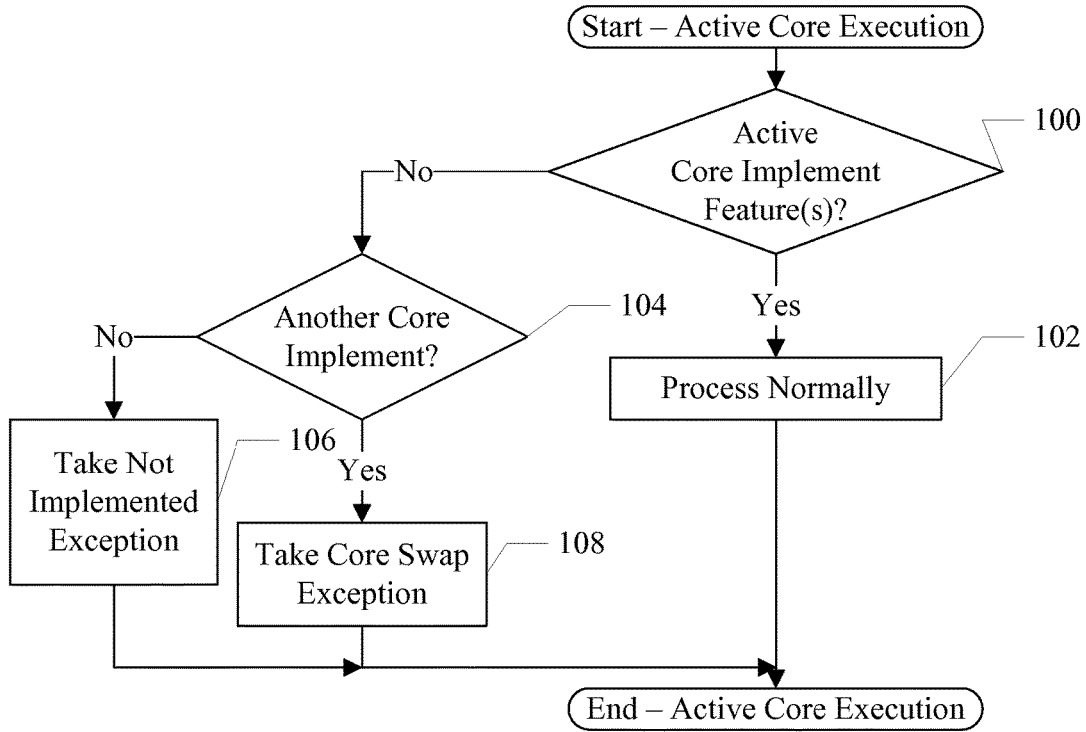 Start – Active Core Execution
100
Active
Core Implement
Feature(s)?
No
Yes
104
Another Core
Implement?
No
102
Process Normally
106
Yes
Take Not
Implemented
Exception
108
Take Core Swap
Exception
End – Active Core Execution